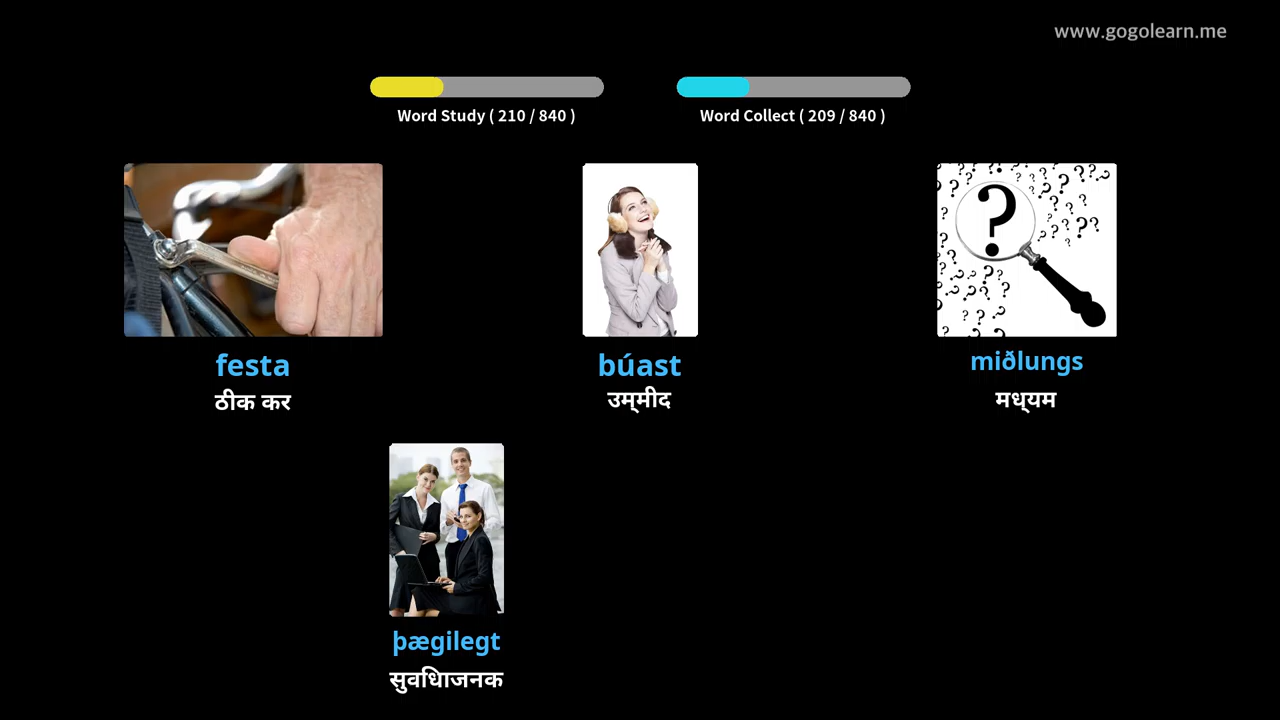 www.gogolearn.me
Word Study ( 210 / 840 )
Word Collect ( 209 / 840 )
festa
ठीक कर
búast
उम्मीद
miðlungs
मध्यम
þægilegt
सुवधिाजनक